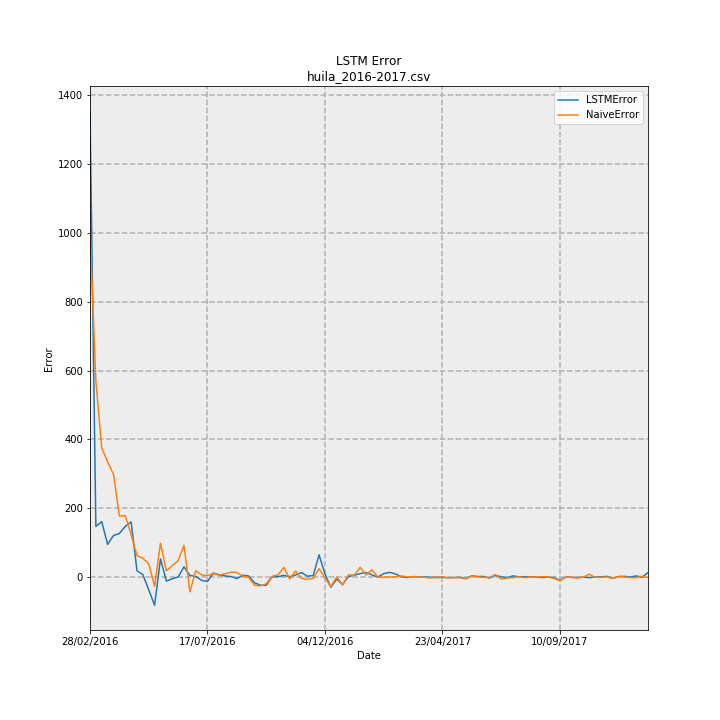 LSTM Error
huila_2016-2017.csv
LSTMError
NaiveError
1400
1200
1000
800
600
400
200
0
Error
28/02/2016
17/07/2016
04/12/2016
23/04/2017
10/09/2017
Date